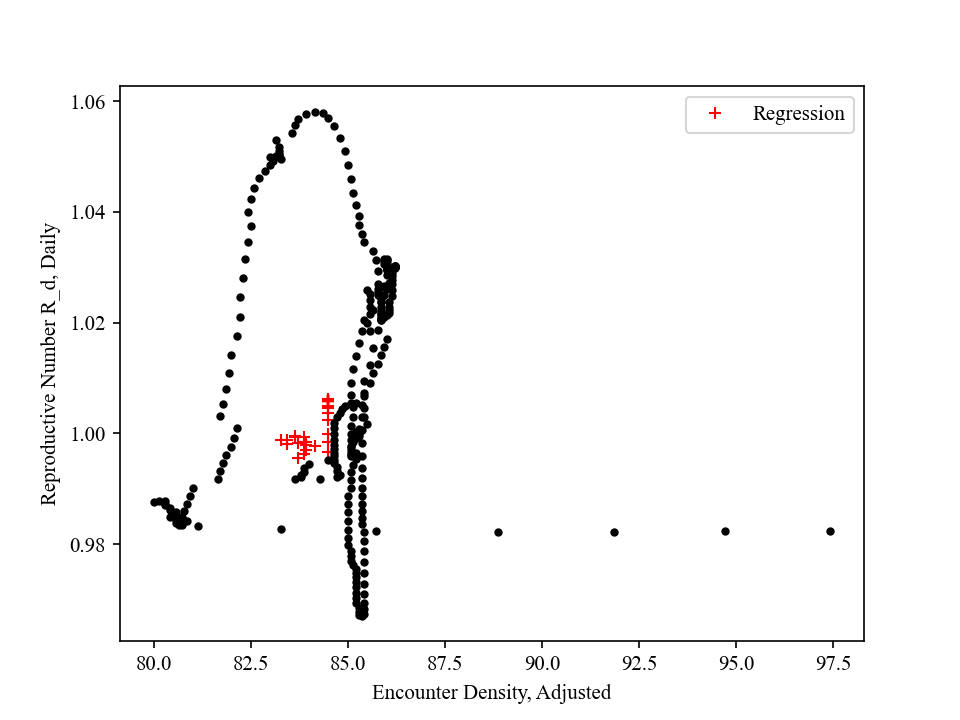 Regression
1.06
1.04
1.02
1.00
0.98
Reproductive Number R_d, Daily
80.0 82.5 85.0 87.5 90.0 92.5 95.0 97.5
Encounter Density, Adjusted